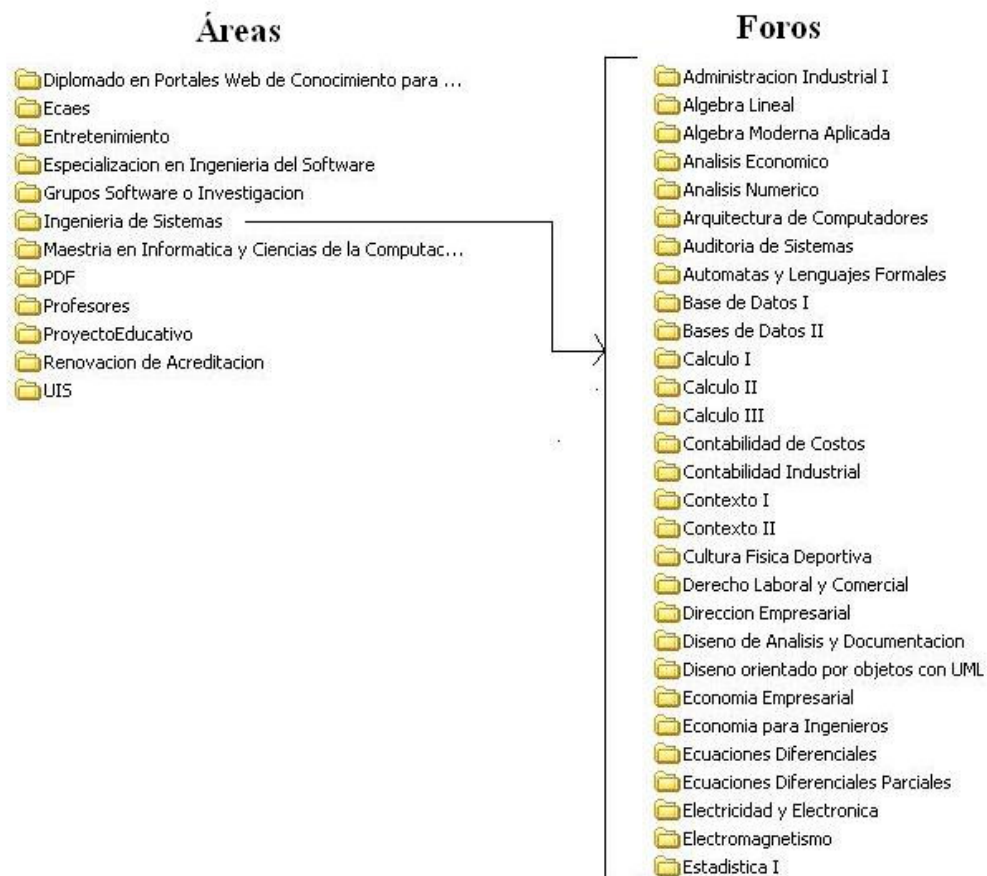 Áreas
Diplomado en Portales Web de Conocimiento para ...
Ecaes
Entretenimiento
Especializacion en Ingenieria del Software
Grupos Software o Investigacion
Ingenieria de Sistemas
Maestria en Informatica y Ciencias de la Computac...
PDF
Profesores
ProyectoEducativo
Renovacion de Acreditacion
UIS
Foros
Administracion Industrial I
Algebra Lineal
Algebra Moderna Aplicada
Analisis Economico
Analisis Numerico
Arquitectura de Computadores
Auditoria de Sistemas
Automatas y Lenguajes Formales
Base de Datos I
Bases de Datos II
Calculo I
Calculo II
Calculo III
Contabilidad de Costos
Contabilidad Industrial
Contexto I
Contexto II
Cultura Fisica Deportiva
Derecho Laboral y Comercial
Direccion Empresarial
Diseno de Analisis y Documentacion
Diseno orientado por objetos con UML
Economia Empresarial
Economia para Ingenieros
Ecuaciones Diferenciales
Ecuaciones Diferenciales Parciales
Electricidad y Electronica
Electromagnetismo
Estadistica I